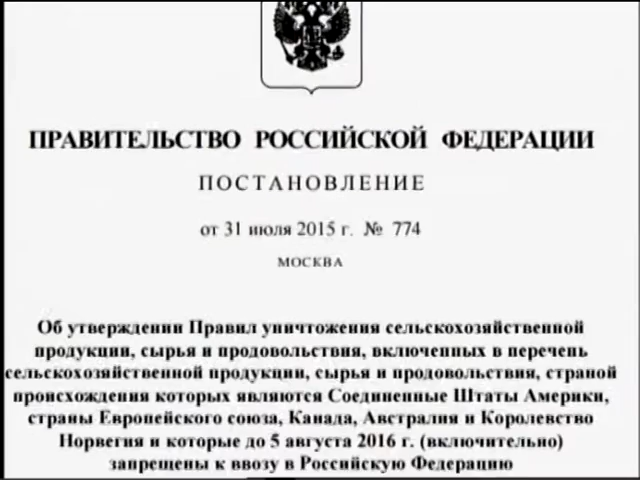 ПРАВИТЕЛЬСТВО РОССИЙСКОЙ ФЕДЕРАЦИИ
ПОСТАНОВЛЕНИЕ
от 31 июля 2015 г. № 774
МОСКВА
Об утверждении Правил уничтожения сельскохозяйственной
продукции, сырья и продовольствия, включенных в перечень
сельскохозяйственной продукции, сырья и продовольствия, страной
происхождения которых являются Соединенные Штаты Америки,
страны Европейского союза, Канада, Австралия и Королевство
Норвегия и которые до 5 августа 2016 г. (включительно)
запрещены к ввозу в Российскую Федерацию